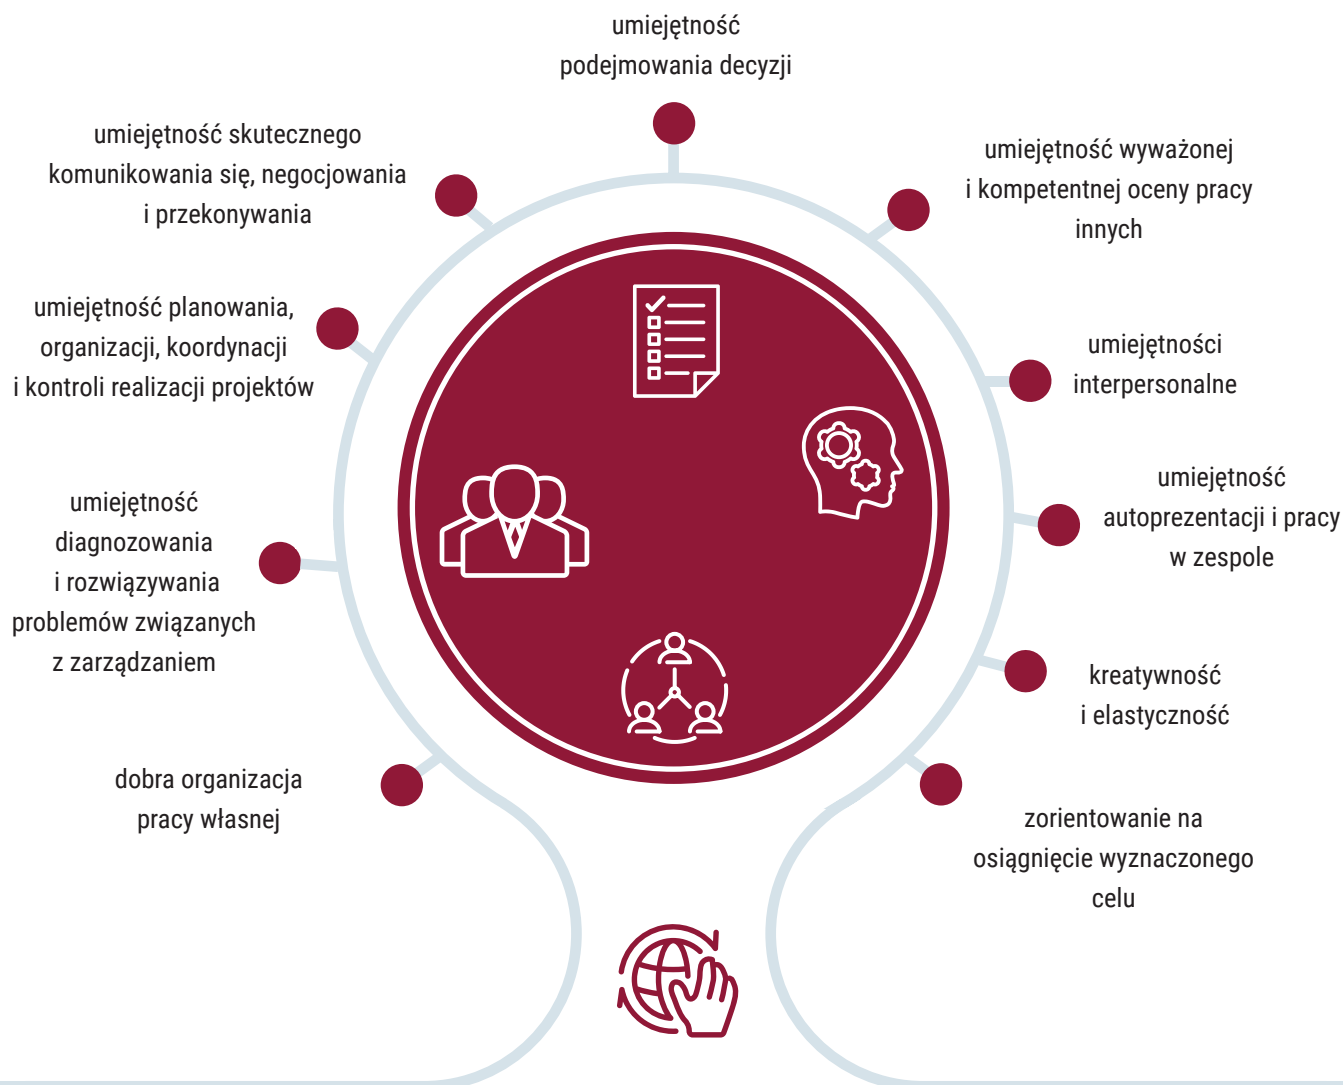 umiejętność
podejmowania decyzji
umiejętność skutecznego
komunikowania się, negocjowania
i przekonywania
umiejętność wyważonej
i kompetentnej oceny pracy
innych
umiejętność planowania,
organizacji, koordynacji
i kontroli realizacji projektów
umiejętności
interpersonalne
umiejętność
autoprezentacji i pracy
w zespole
umiejętność
diagnozowania
i rozwiązywania
problemów związanych
z zarządzaniem
kreatywność
i elastyczność
dobra organizacja
pracy własnej
zorientowanie na
osiągnięcie wyznaczonego
celu